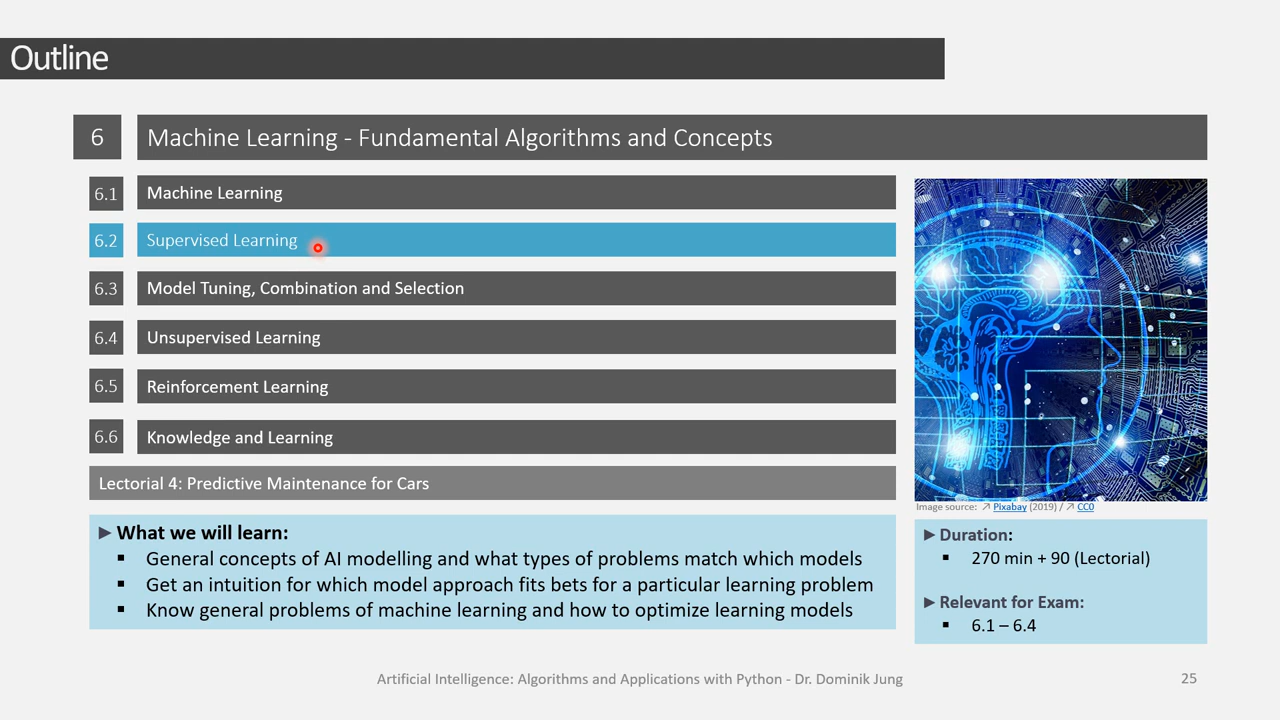 Outline
6 Machine Learning - Fundamental Algorithms and Concepts
6.1 Machine Learning
6.2 Supervised Learning
6.3 Model Tuning, Combination and Selection
6.4 Unsupervised Learning
6.5 Reinforcement Learning
6.6 Knowledge and Learning
Lectorial 4: Predictive Maintenance for Cars
►What we will learn:
▪ General concepts of AI modelling and what types of problems match which models
▪ Get an intuition for which model approach fits bets for a particular learning problem
▪ Know general problems of machine learning and how to optimize learning models
Image source: ↗ Pixabay (2019) / ↗ CC0
►Duration:
▪ 270 min + 90 (Lectorial)
►Relevant for Exam:
▪ 6.1 – 6.4
Artificial Intelligence: Algorithms and Applications with Python - Dr. Dominik Jung
25